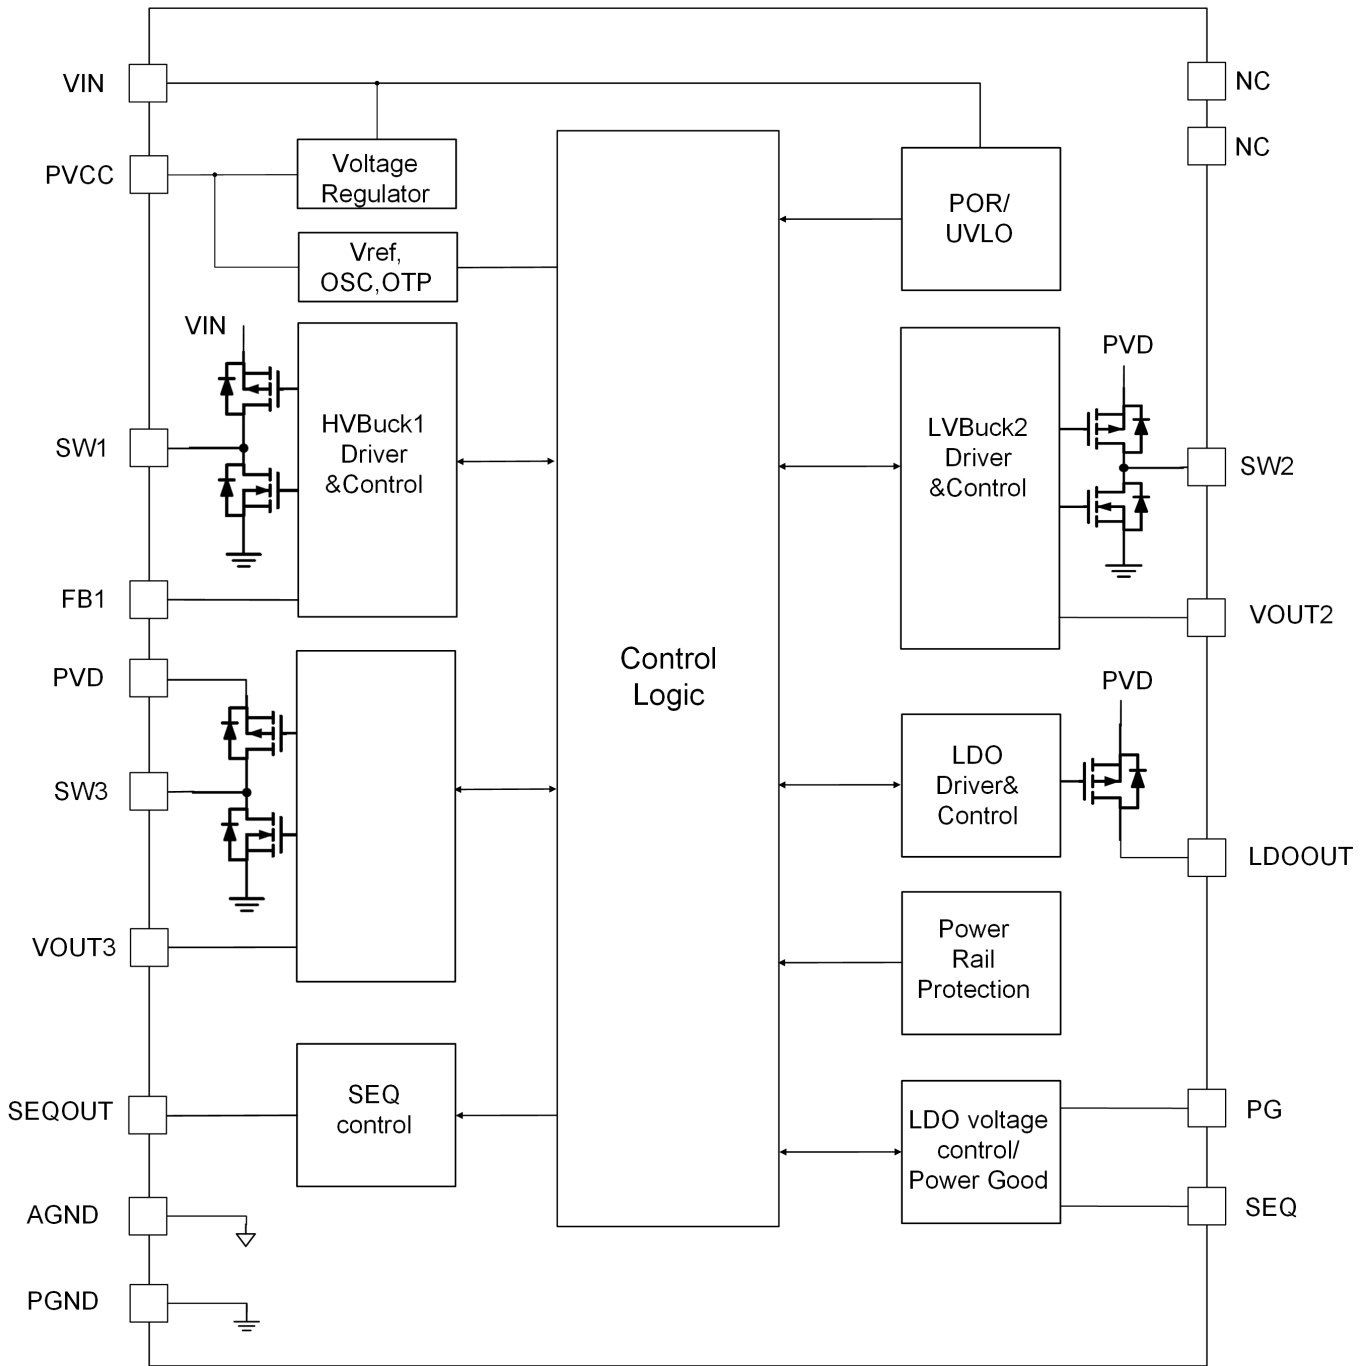 VIN
NC
PVCC
NC
Voltage
Regulator
POR/
UVLO
Vref,
OSC,OTP
VIN
PVD
SW1
HVBuck1
Driver
&Control
LVBuck2
Driver
&Control
SW2
FB1
VOUT2
Control
Logic
PVD
PVD
SW3
LDO
Driver&
Control
LDOOUT
VOUT3
Power
Rail
Protection
SEQOUT
SEQ
control
LDO voltage
control/
Power Good
PG
SEQ
AGND
PGND